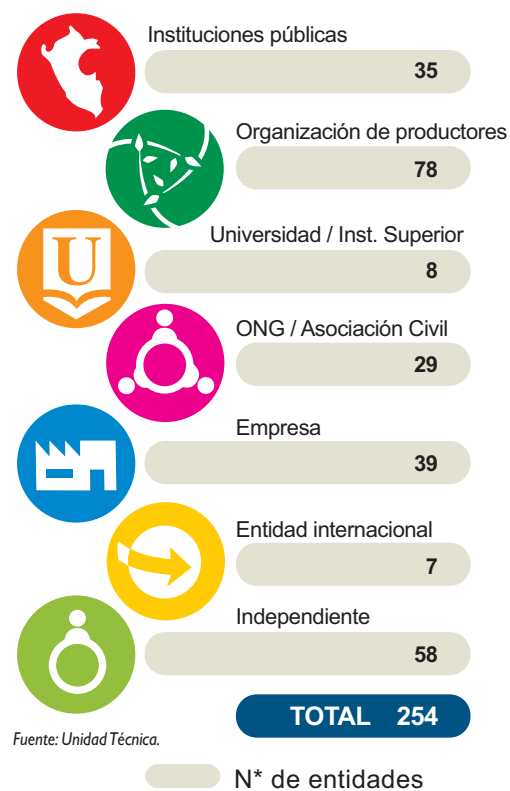 Instituciones públicas
35
Organización de productores
78
Universidad / Inst. Superior
U
8
ONG / Asociación Civil
29
Empresa
39
Entidad internacional
7
Independiente
58
TOTAL 254
Fuente: Unidad Técnica.
N* de entidades